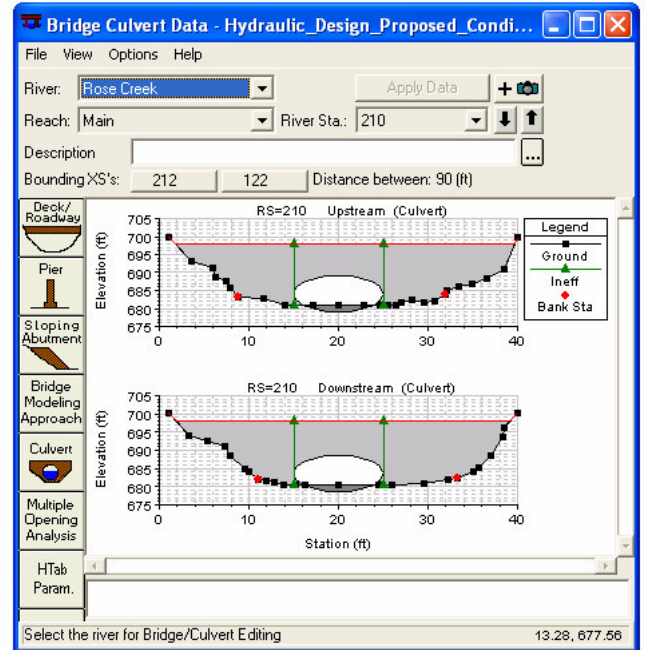 Bridge Culvert Data - Hydraulic_Design_Proposed_Condi...
File View Options Help
River: Rose Creek Apply Data
Reach: Main River Sta.: 210
Description ...
Bounding XS's: 212 122 Distance between: 90 (ft)
Deck/
Roadway
Pier
Sloping
Abutment
Bridge
Modeling
Approach
Culvert
Multiple
Opening
Analysis
HTab
Param.
RS=210 Upstream (Culvert)
Elevation (ft)
705
700
695
690
685
680
675
0 10 20 30 40
Legend
Ground
Ineff
Bank Sta
RS=210 Downstream (Culvert)
Elevation (ft)
705
700
695
690
685
680
675
0 10 20 30 40
Station (ft)
Select the river for Bridge/Culvert Editing 13.28, 677.56